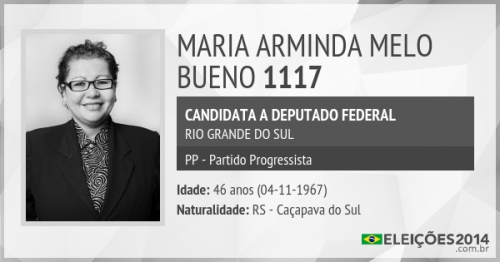 MARIA ARMINDA MELO
BUENO 1117
CANDIDATA A DEPUTADO FEDERAL
RIO GRANDE DO SUL
PP - Partido Progressista
Idade: 46 anos (04-11-1967)
Naturalidade: RS - Caçapava do Sul
ELEIÇÕES2014
.com.br